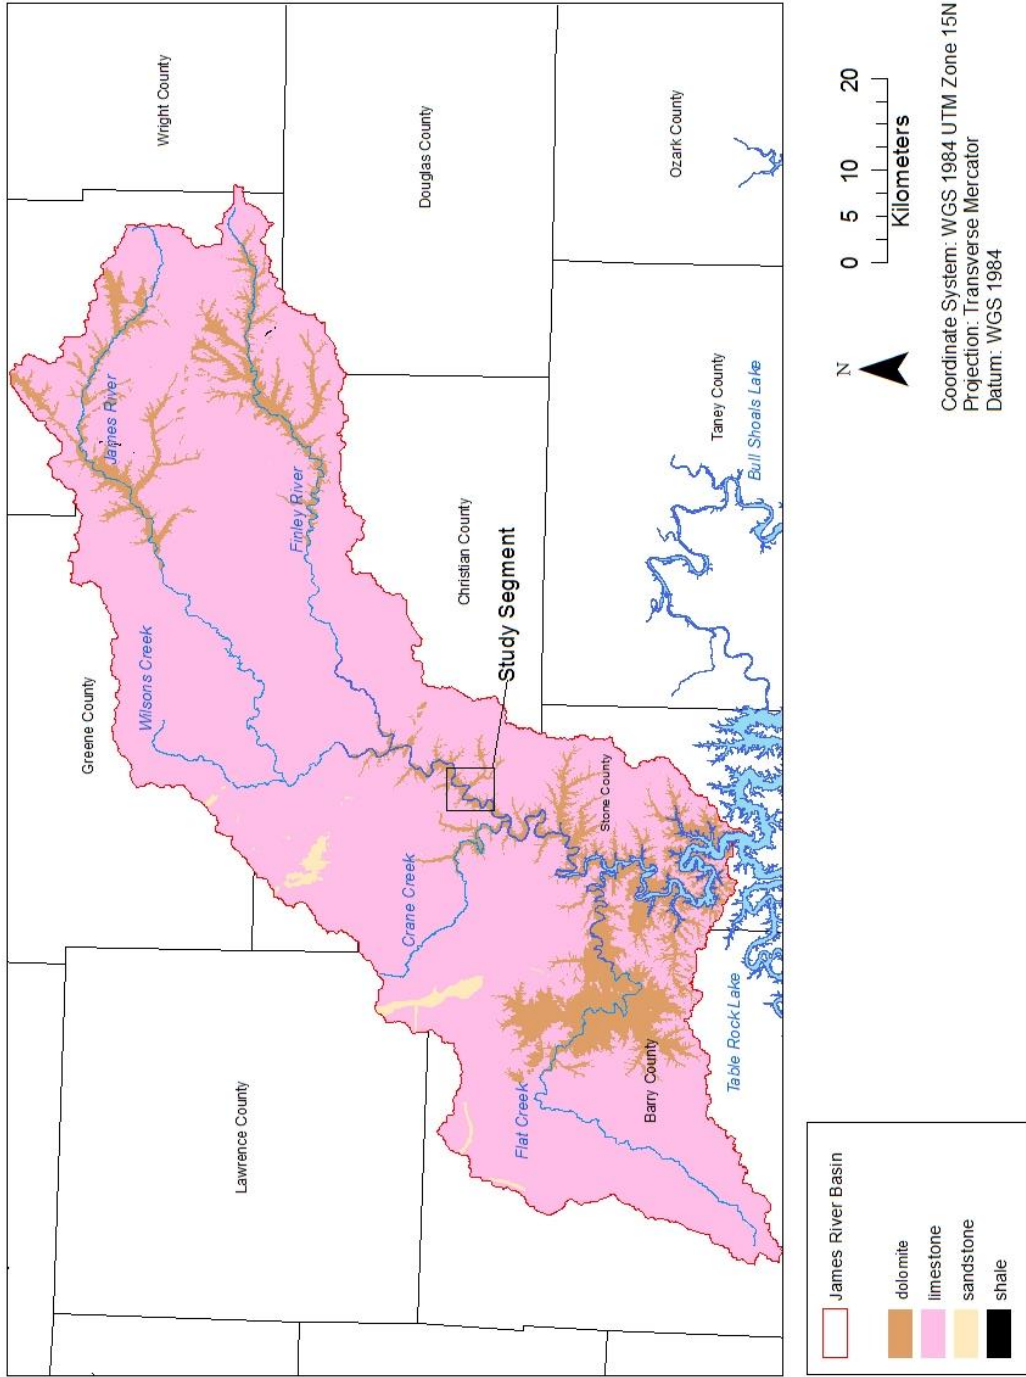 Wright County
Douglas County
Ozark County
Greene County
Wilsons Creek
James River
Finley River
Christian County
Study Segment
Taney County
Bull Shoals Lake
Lawrence County
Crane Creek
Stone County
Flat Creek
Barry County
Table Rock Lake
James River Basin
dolomite
limestone
sandstone
shale
N
0 5 10 20
Kilometers
Coordinate System: WGS 1984 UTM Zone 15N
Projection: Transverse Mercator
Datum: WGS 1984